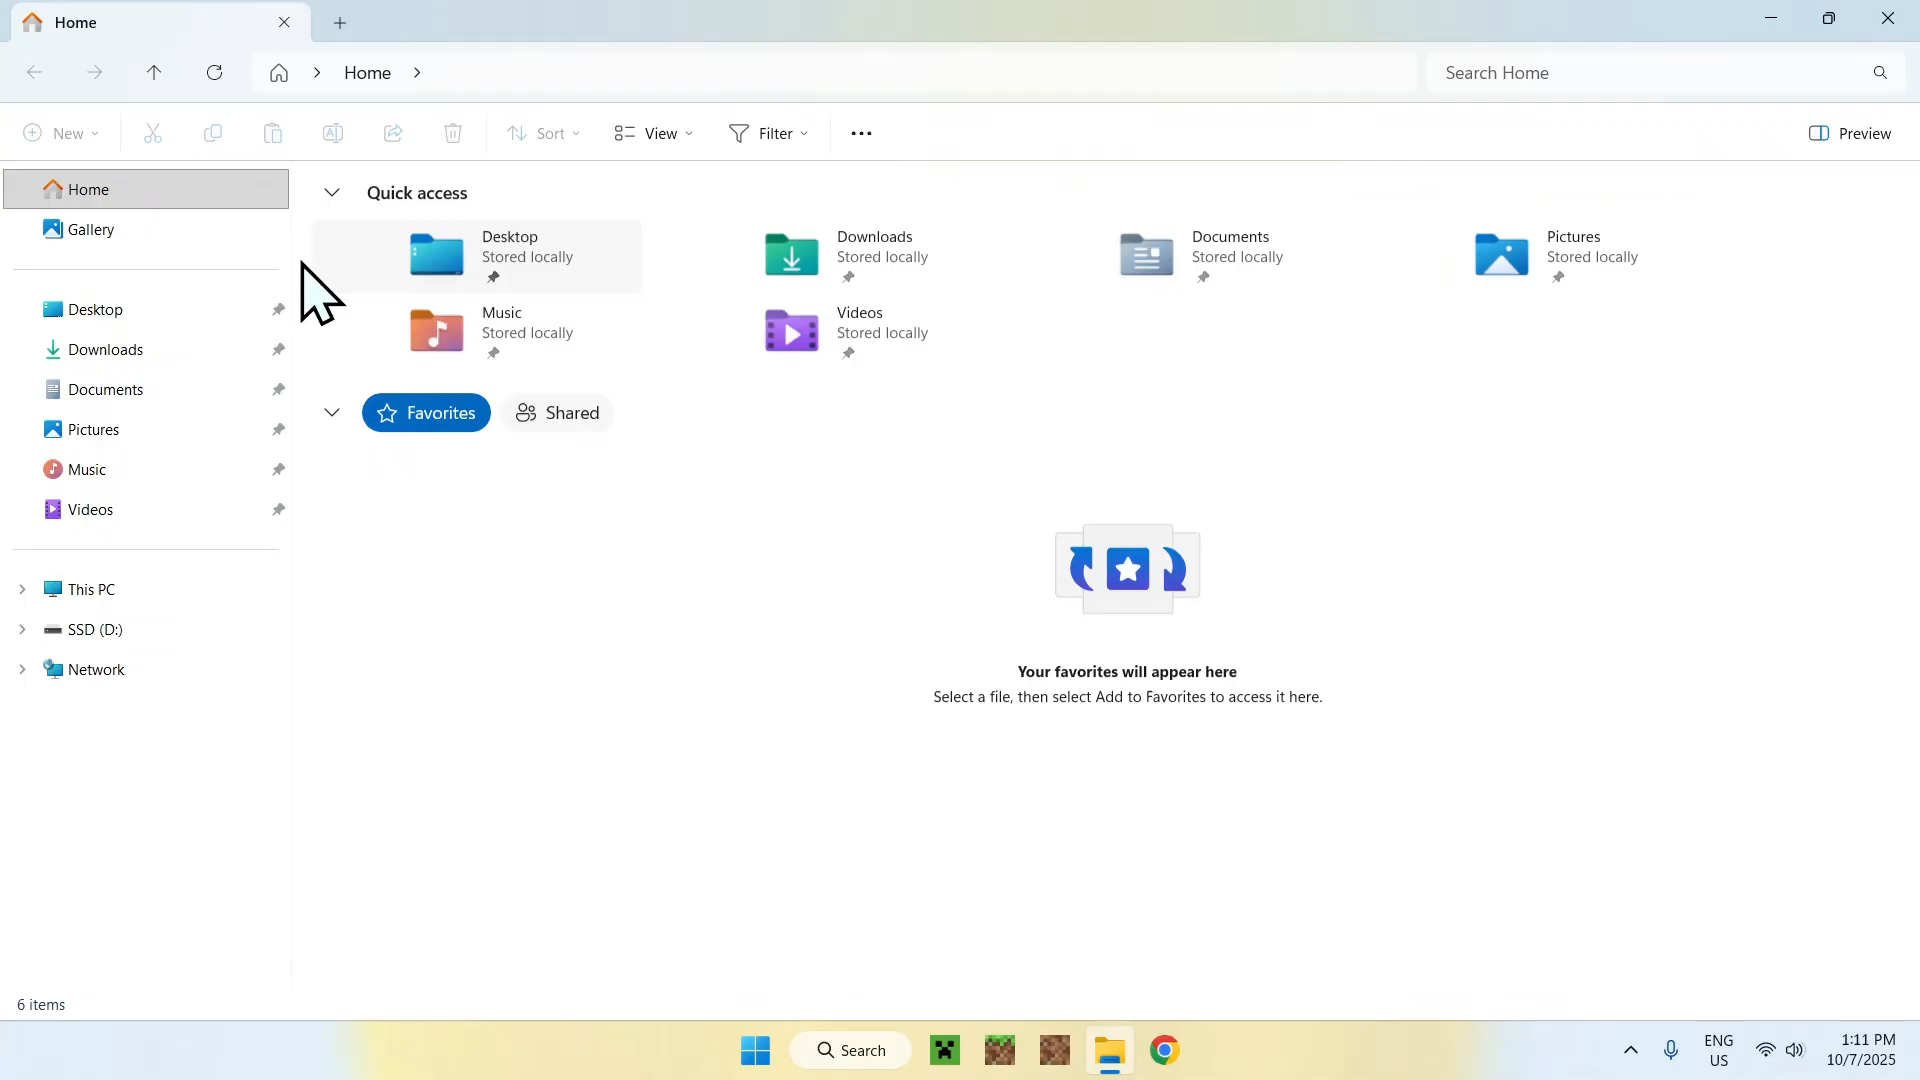 Home
Home
Search Home
New
Sort
View
Filter
Preview
Home
Gallery
Desktop
Downloads
Documents
Pictures
Music
Videos
This PC
SSD (D:)
Network
Quick access
Desktop
Stored locally
Downloads
Stored locally
Documents
Stored locally
Pictures
Stored locally
Music
Stored locally
Videos
Stored locally
Favorites
Shared
Your favorites will appear here
Select a file, then select Add to Favorites to access it here.
6 items
Search
ENG
US
1:11 PM
10/7/2025